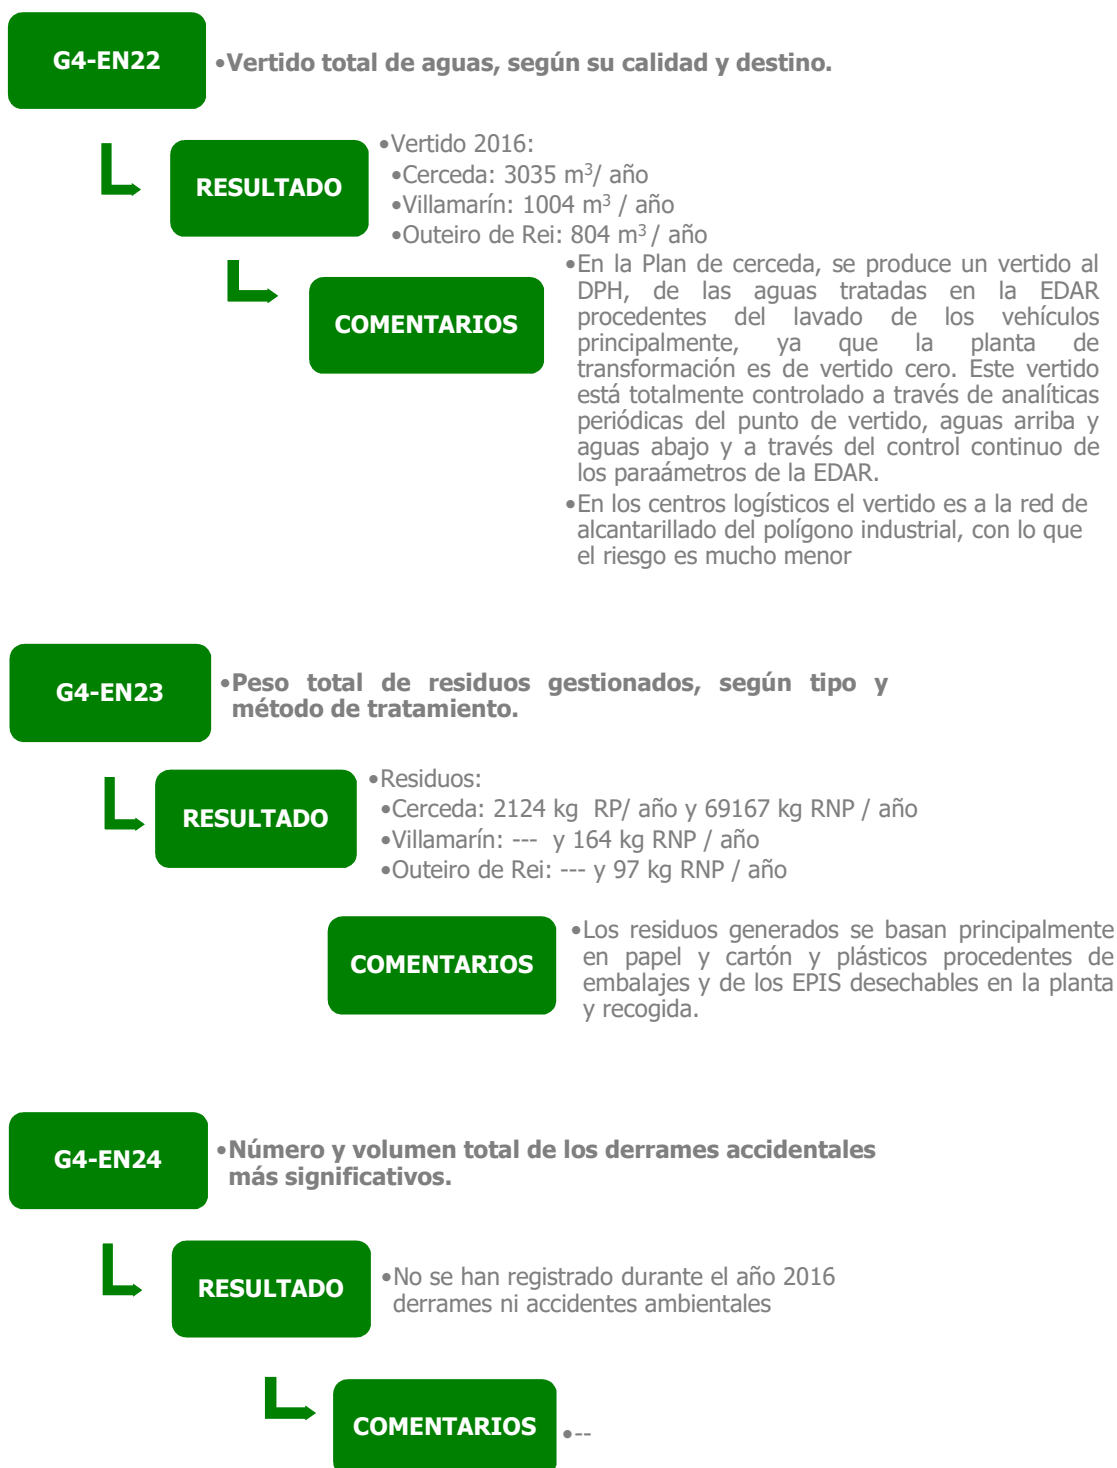 G4-EN22
•Vertido total de aguas, según su calidad y destino.
RESULTADO
•Vertido 2016:
•Cerceda: 3035 m³/ año
•Villamarín: 1004 m³ / año
•Outeiro de Rei: 804 m³ / año
COMENTARIOS
•En la Plan de cerceda, se produce un vertido al
DPH, de las aguas tratadas en la EDAR
procedentes del lavado de los vehículos
principalmente, ya que la planta de
transformación es de vertido cero. Este vertido
está totalmente controlado a través de analíticas
periódicas del punto de vertido, aguas arriba y
aguas abajo y a través del control continuo de
los paraámetros de la EDAR.
•En los centros logísticos el vertido es a la red de
alcantarillado del polígono industrial, con lo que
el riesgo es mucho menor
G4-EN23
•Peso total de residuos gestionados, según tipo y
método de tratamiento.
RESULTADO
•Residuos:
•Cerceda: 2124 kg RP/ año y 69167 kg RNP / año
•Villamarín: --- y 164 kg RNP / año
•Outeiro de Rei: --- y 97 kg RNP / año
COMENTARIOS
•Los residuos generados se basan principalmente
en papel y cartón y plásticos procedentes de
embalajes y de los EPIS desechables en la planta
y recogida.
G4-EN24
•Número y volumen total de los derrames accidentales
más significativos.
RESULTADO
•No se han registrado durante el año 2016
derrames ni accidentes ambientales
COMENTARIOS
•--